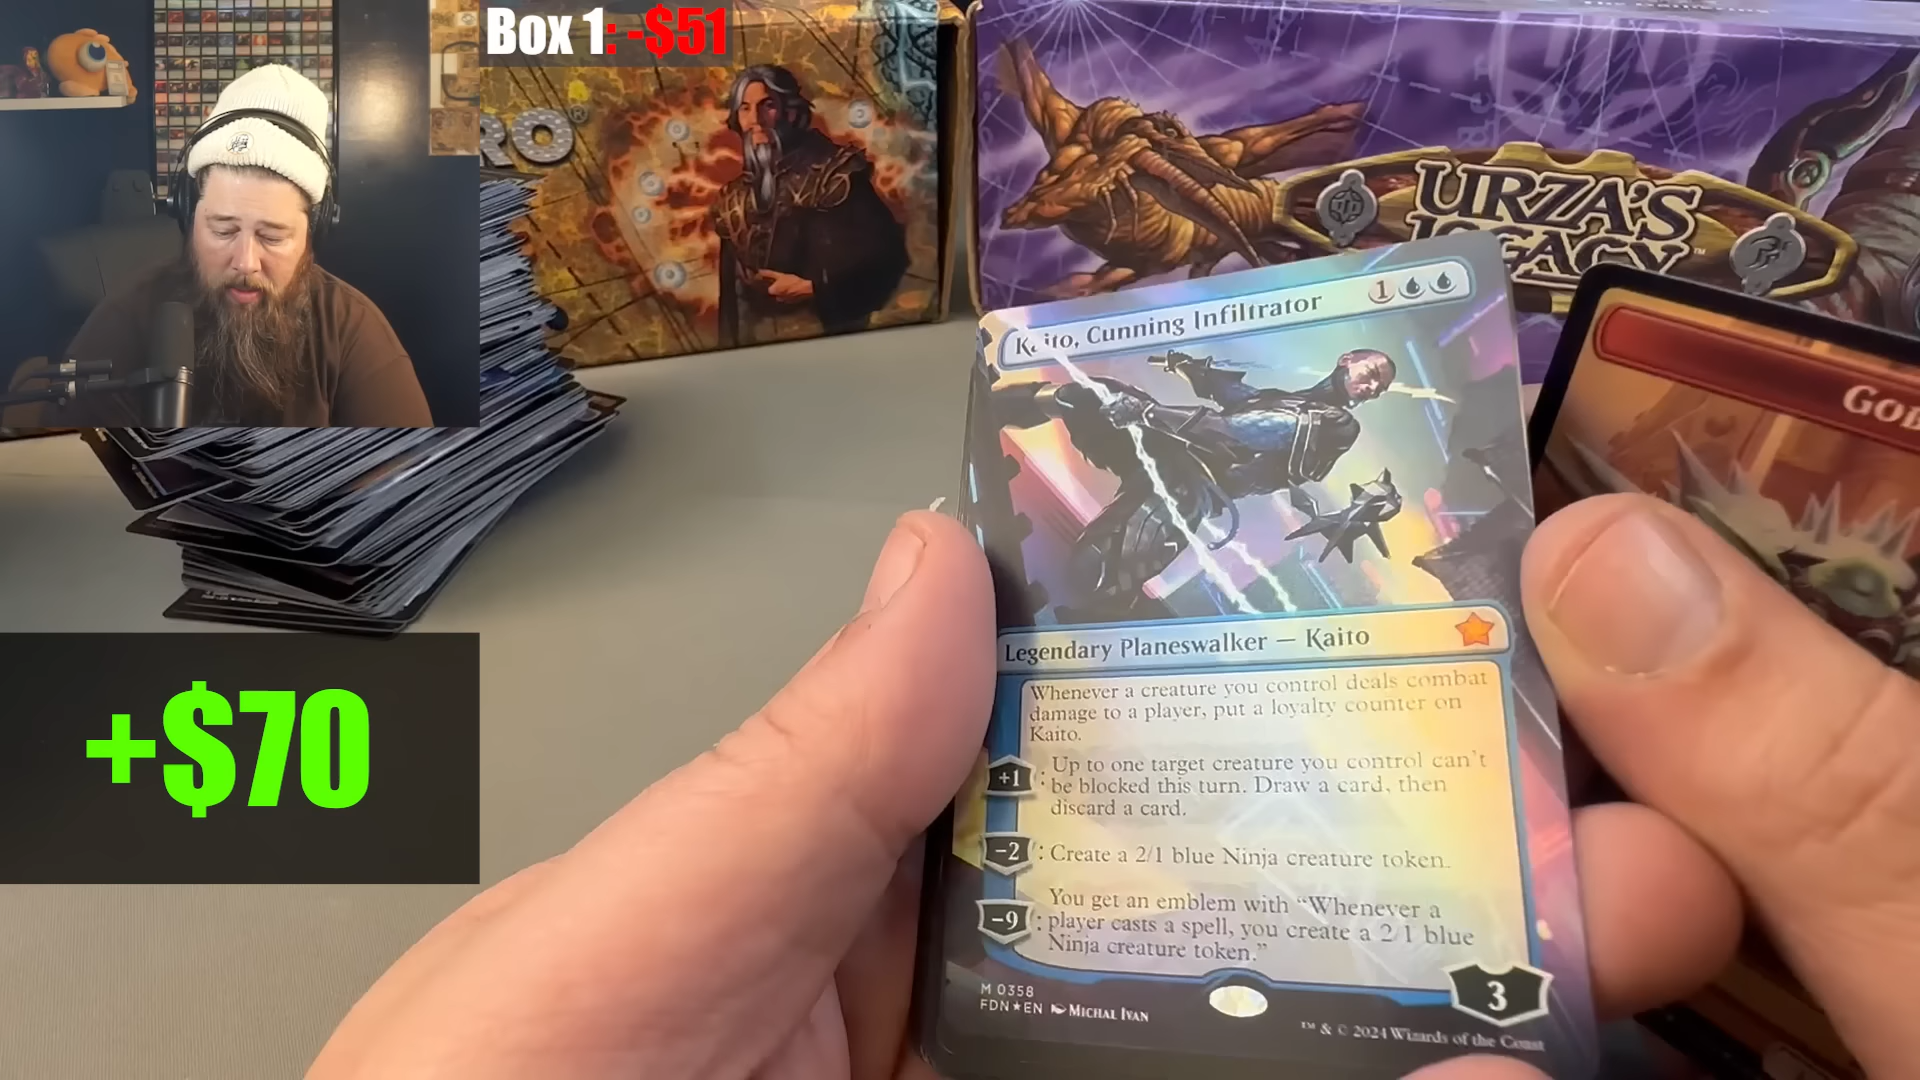 Box 1: -$51
RO®
URZA'S
LEGACY™
Kaito, Cunning Infiltrator 1
GOB
Legendary Planeswalker — Kaito
Whenever a creature you control deals combat
damage to a player, put a loyalty counter on
Kaito.
+1 : Up to one target creature you control can't
be blocked this turn. Draw a card, then
discard a card.
−2 : Create a 2/1 blue Ninja creature token.
You get an emblem with “Whenever a
−9 : player casts a spell, you create a 2/1 blue
Ninja creature token.”
3
M 0358
FDN★EN Michal Ivan
™ & © 2024 Wizards of the Coast
+$70